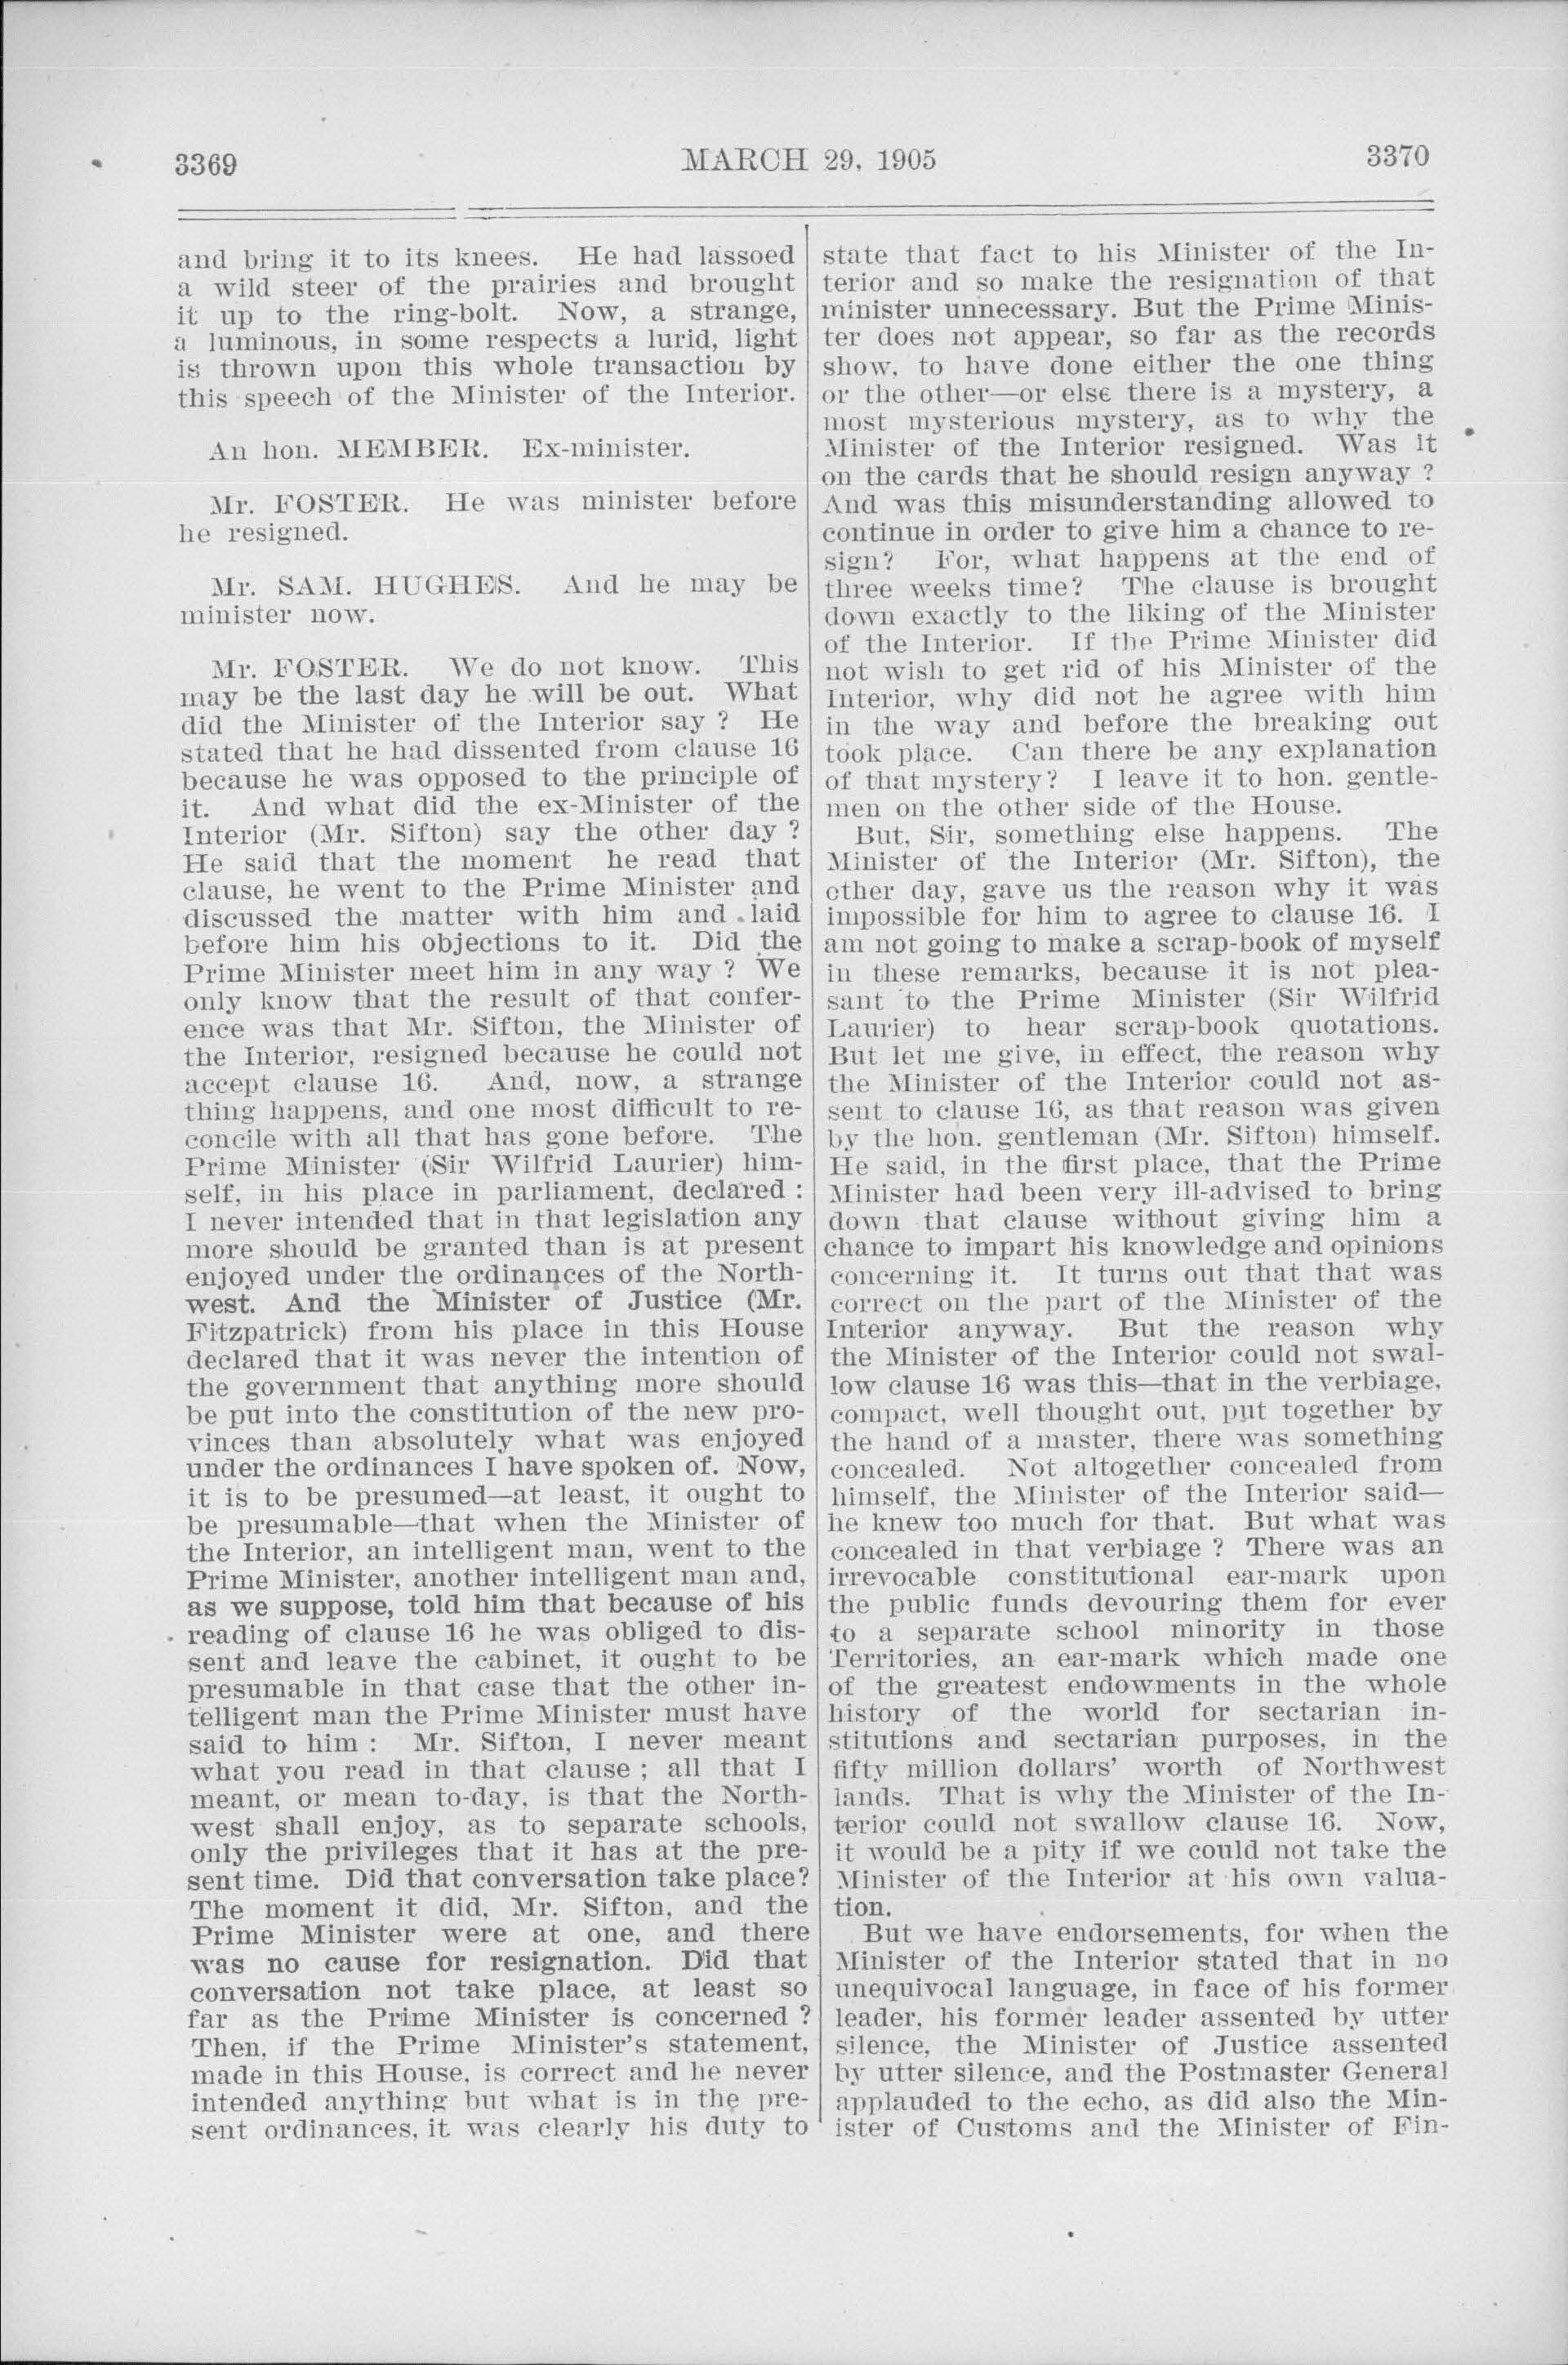 3369
MARCH 29, 1905
3370
and bring it to its knees. He had lassoed
a wild steer of the prairies and brought
it up to the ring-bolt. Now, a strange,
a luminous, in some respects a lurid, light
is thrown upon this whole transaction by
this speech of the Minister of the Interior.
An hon. MEMBER. Ex-minister.
Mr. FOSTER. He was minister before
he resigned.
Mr. SAM. HUGHES. And he may be
minister now.
Mr. FOSTER. We do not know. This
may be the last day he will be out. What
did the Minister of the Interior say ? He
stated that he had dissented from clause 16
because he was opposed to the principle of
it. And what did the ex-Minister of the
Interior (Mr. Sifton) say the other day ?
He said that the moment he read that
clause, he went to the Prime Minister and
discussed the matter with him and laid
before him his objections to it. Did the
Prime Minister meet him in any way ? We
only know that the result of that confer-
ence was that Mr. Sifton, the Minister of
the Interior, resigned because he could not
accept clause 16. And, now, a strange
thing happens, and one most difficult to re-
concile with all that has gone before. The
Prime Minister (Sir Wilfrid Laurier) him-
self, in his place in parliament, declared :
I never intended that in that legislation any
more should be granted than is at present
enjoyed under the ordinances of the North-
west. And the Minister of Justice (Mr.
Fitzpatrick) from his place in this House
declared that it was never the intention of
the government that anything more should
be put into the constitution of the new pro-
vinces than absolutely what was enjoyed
under the ordinances I have spoken of. Now,
it is to be presumed—at least, it ought to
be presumable—that when the Minister of
the Interior, an intelligent man, went to the
Prime Minister, another intelligent man and,
as we suppose, told him that because of his
reading of clause 16 he was obliged to dis-
sent and leave the cabinet, it ought to be
presumable in that case that the other in-
telligent man the Prime Minister must have
said to him : Mr. Sifton, I never meant
what you read in that clause ; all that I
meant, or mean to-day, is that the North-
west shall enjoy, as to separate schools,
only the privileges that it has at the pre-
sent time. Did that conversation take place?
The moment it did, Mr. Sifton, and the
Prime Minister were at one, and there
was no cause for resignation. Did that
conversation not take place, at least so
far as the Prime Minister is concerned ?
Then, if the Prime Minister's statement,
made in this House, is correct and he never
intended anything but what is in the pre-
sent ordinances, it was clearly his duty to
state that fact to his Minister of the In-
terior and so make the resignation of that
minister unnecessary. But the Prime Minis-
ter does not appear, so far as the records
show, to have done either the one thing
or the other—or else there is a mystery, a
most mysterious mystery, as to why the
Minister of the Interior resigned. Was it
on the cards that he should resign anyway ?
And was this misunderstanding allowed to
continue in order to give him a chance to re-
sign? For, what happens at the end of
three weeks time? The clause is brought
down exactly to the liking of the Minister
of the Interior. If the Prime Minister did
not wish to get rid of his Minister of the
Interior, why did not he agree with him
in the way and before the breaking out
took place. Can there be any explanation
of that mystery? I leave it to hon. gentle-
men on the other side of the House.
But, Sir, something else happens. The
Minister of the Interior (Mr. Sifton), the
other day, gave us the reason why it was
impossible for him to agree to clause 16. I
am not going to make a scrap-book of myself
in these remarks, because it is not plea-
sant to the Prime Minister (Sir Wilfrid
Laurier) to hear scrap-book quotations.
But let me give, in effect, the reason why
the Minister of the Interior could not as-
sent to clause 16, as that reason was given
by the hon. gentleman (Mr. Sifton) himself.
He said, in the first place, that the Prime
Minister had been very ill-advised to bring
down that clause without giving him a
chance to impart his knowledge and opinions
concerning it. It turns out that that was
correct on the part of the Minister of the
Interior anyway. But the reason why
the Minister of the Interior could not swal-
low clause 16 was this—that in the verbiage,
compact, well thought out, put together by
the hand of a master, there was something
concealed. Not altogether concealed from
himself, the Minister of the Interior said—
he knew too much for that. But what was
concealed in that verbiage ? There was an
irrevocable constitutional ear-mark upon
the public funds devouring them for ever
to a separate school minority in those
Territories, an ear-mark which made one
of the greatest endowments in the whole
history of the world for sectarian in-
stitutions and sectarian purposes, in the
fifty million dollars' worth of Northwest
lands. That is why the Minister of the In-
terior could not swallow clause 16. Now,
it would be a pity if we could not take the
Minister of the Interior at his own valua-
tion.
But we have endorsements, for when the
Minister of the Interior stated that in no
unequivocal language, in face of his former
leader, his former leader assented by utter
silence, the Minister of Justice assented
by utter silence, and the Postmaster General
applauded to the echo, as did also the Min-
ister of Customs and the Minister of Fin-